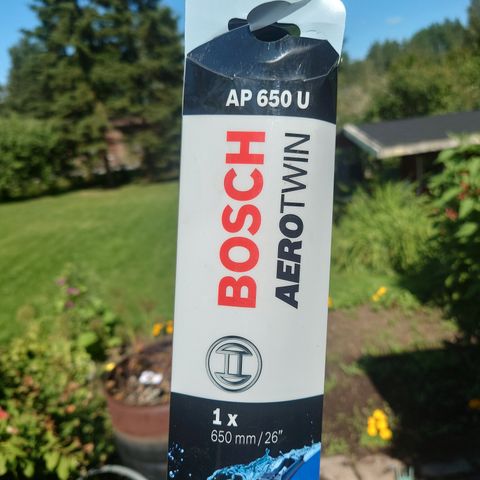 AP 650 U
BOSCH
AEROTWIN
1 x
650 mm/26"